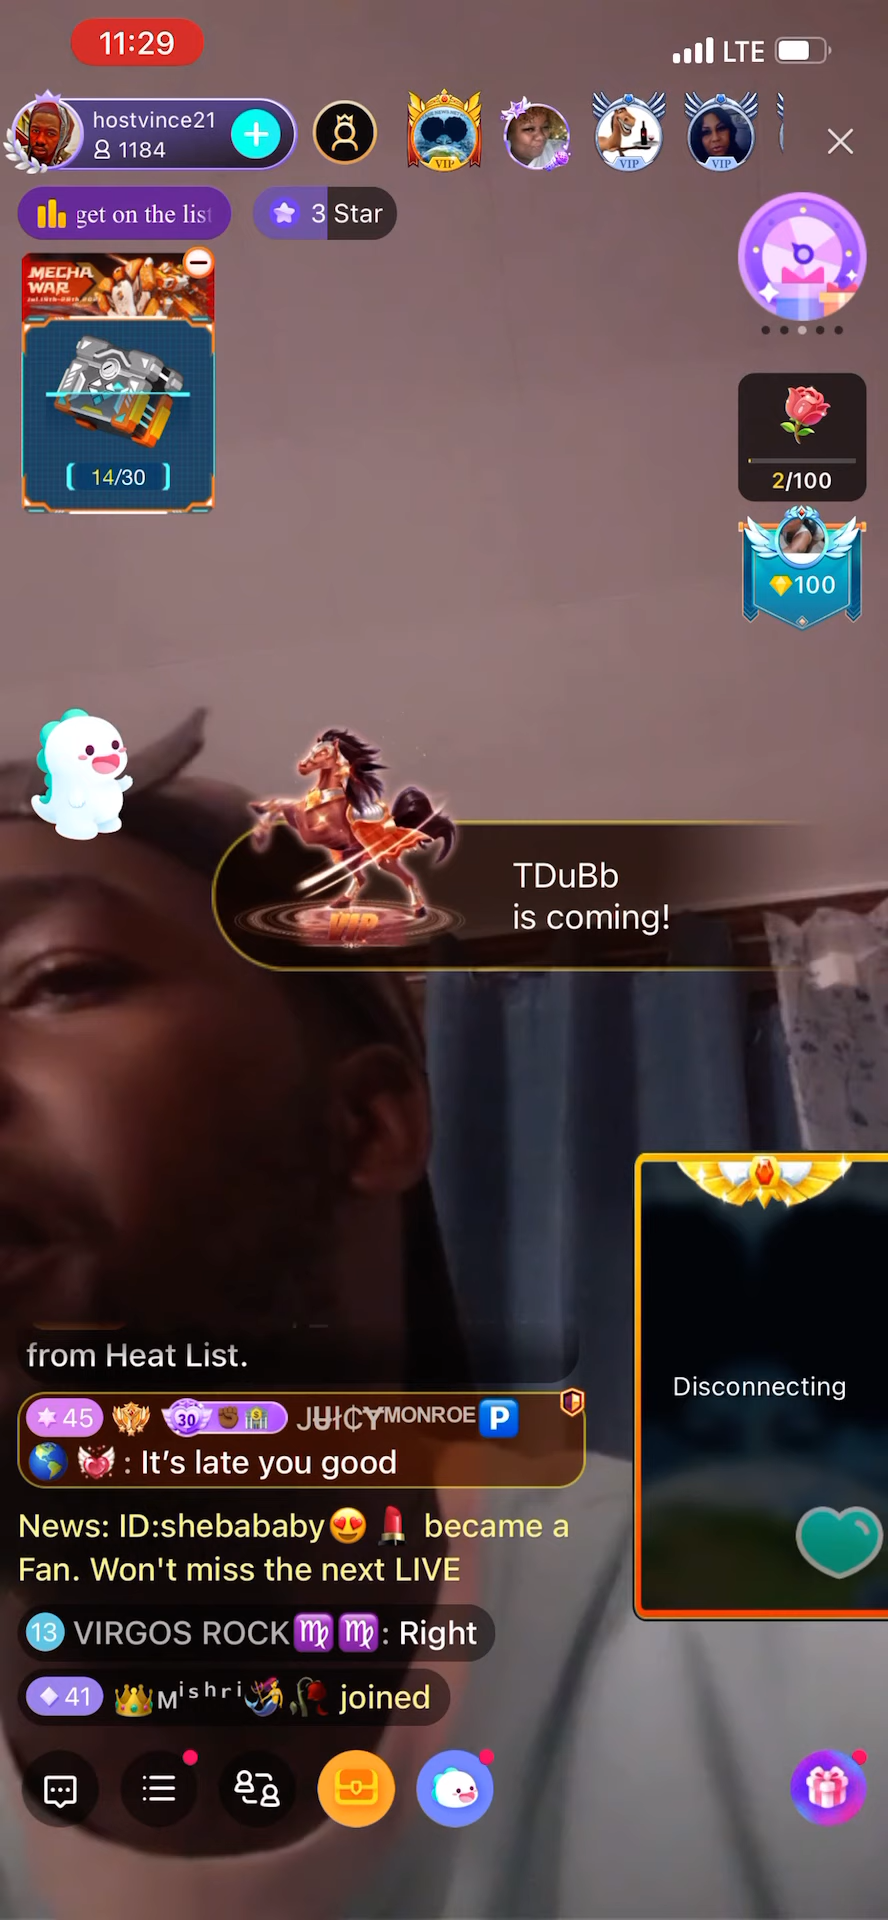 11:29
LTE
hostvince21
1184
VIP
VIP
VIP
get on the list
3 Star
MECHA
WAR
14/30
2/100
100
TDuBb
is coming!
VIP
Disconnecting
from Heat List.
45 30 JUICYMONROE P
: It's late you good
News: ID:shebababy😍💄 became a
Fan. Won't miss the next LIVE
13 VIRGOS ROCK♍♍: Right
41 👑Mishri🧜‍♀️🥀 joined